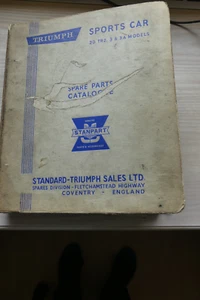 TRIUMPH
SPORTS CAR
20 TR2, 3 & 3A MODELS
SPARE PARTS
CATALOGUE
STANPART
STANDARD-TRIUMPH SALES LTD.
SPARES DIVISION - FLETCHAMSTEAD HIGHWAY
COVENTRY - ENGLAND